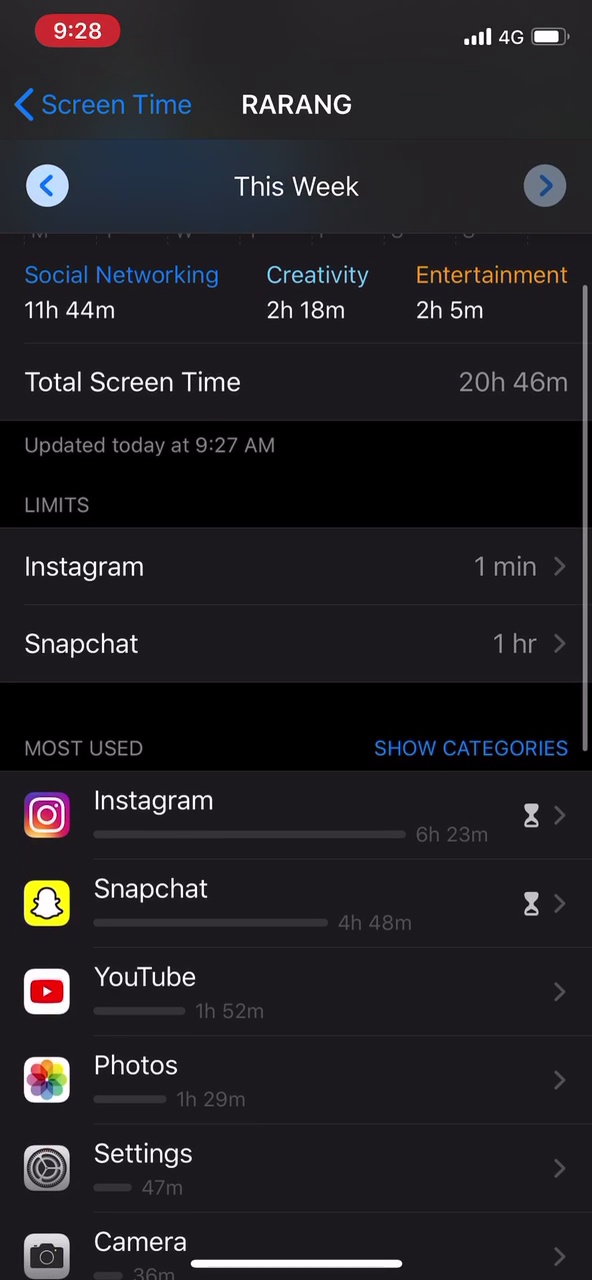 9:28
4G
Screen Time
RARANG
This Week
Social Networking
Creativity
Entertainment
11h 44m
2h 18m
2h 5m
Total Screen Time
20h 46m
Updated today at 9:27 AM
LIMITS
Instagram
1 min
Snapchat
1 hr
MOST USED
SHOW CATEGORIES
Instagram
6h 23m
Snapchat
4h 48m
YouTube
1h 52m
Photos
1h 29m
Settings
47m
Camera
36m